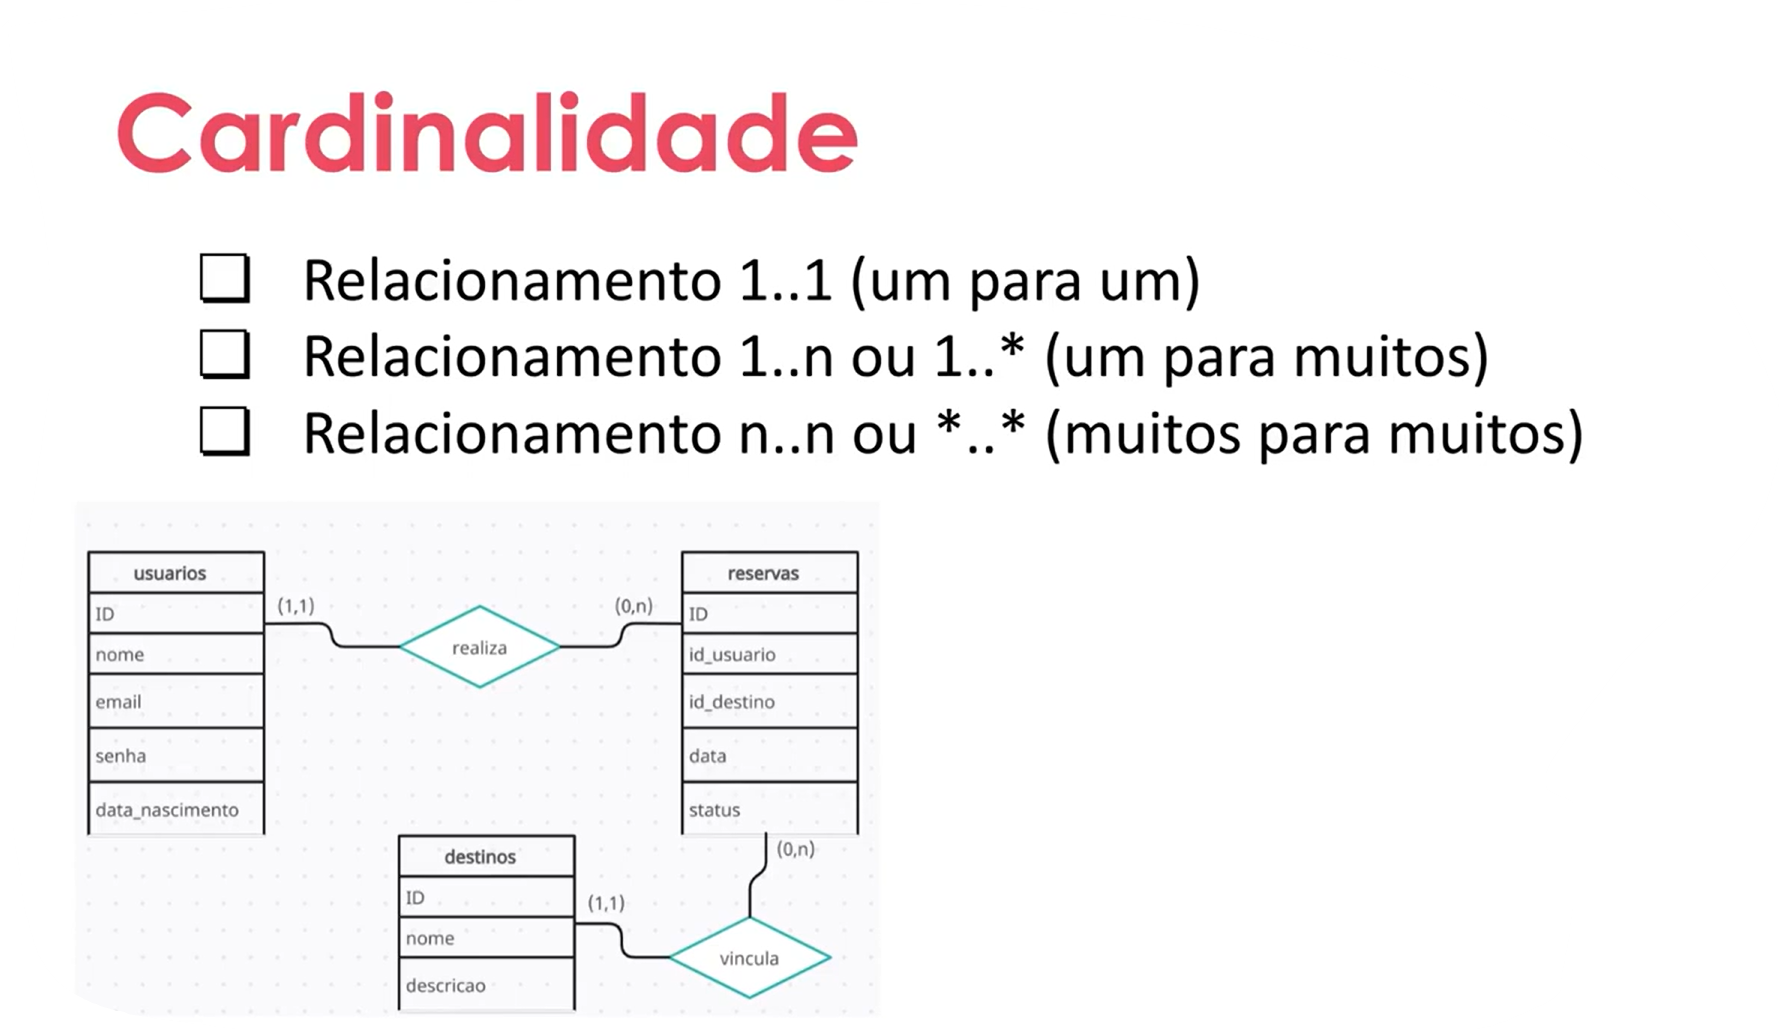 Cardinalidade
Relacionamento 1..1 (um para um)
Relacionamento 1..n ou 1..* (um para muitos)
Relacionamento n..n ou *..* (muitos para muitos)
usuarios
ID
nome
email
senha
data_nascimento
(1,1)
realiza
(0,n)
reservas
ID
id_usuario
id_destino
data
status
(0,n)
destinos
ID
nome
descricao
(1,1)
vincula